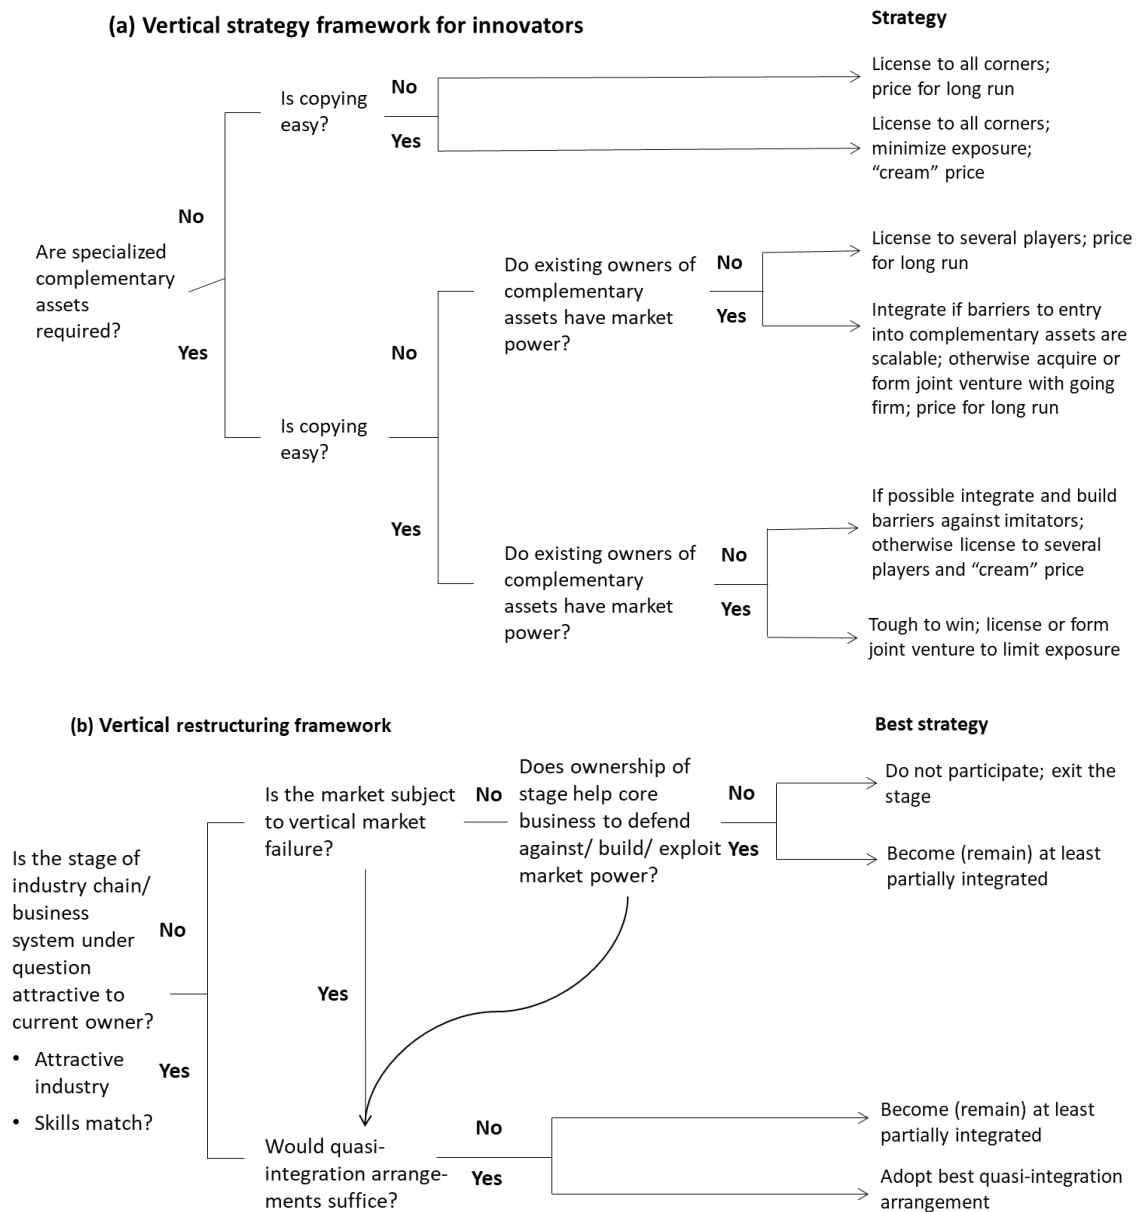 (a) Vertical strategy framework for innovators
Strategy
Are specialized
complementary
assets
required?
No
Yes
Is copying
easy?
No
Yes
License to all corners;
price for long run
License to all corners;
minimize exposure;
“cream” price
Is copying
easy?
No
Yes
Do existing owners of
complementary
assets have market
power?
No
Yes
License to several players; price
for long run
Integrate if barriers to entry
into complementary assets are
scalable; otherwise acquire or
form joint venture with going
firm; price for long run
Do existing owners of
complementary
assets have market
power?
No
Yes
If possible integrate and build
barriers against imitators;
otherwise license to several
players and “cream” price
Tough to win; license or form
joint venture to limit exposure
(b) Vertical restructuring framework
Best strategy
Is the stage of
industry chain/
business
system under
question
attractive to
current owner?
• Attractive
industry
• Skills match?
No
Yes
Is the market subject
to vertical market
failure?
No
Yes
Does ownership of
stage help core
business to defend
against/ build/ exploit
market power?
No
Yes
Do not participate; exit the
stage
Become (remain) at least
partially integrated
Would quasi-
integration arrange-
ments suffice?
No
Yes
Become (remain) at least
partially integrated
Adopt best quasi-integration
arrangement